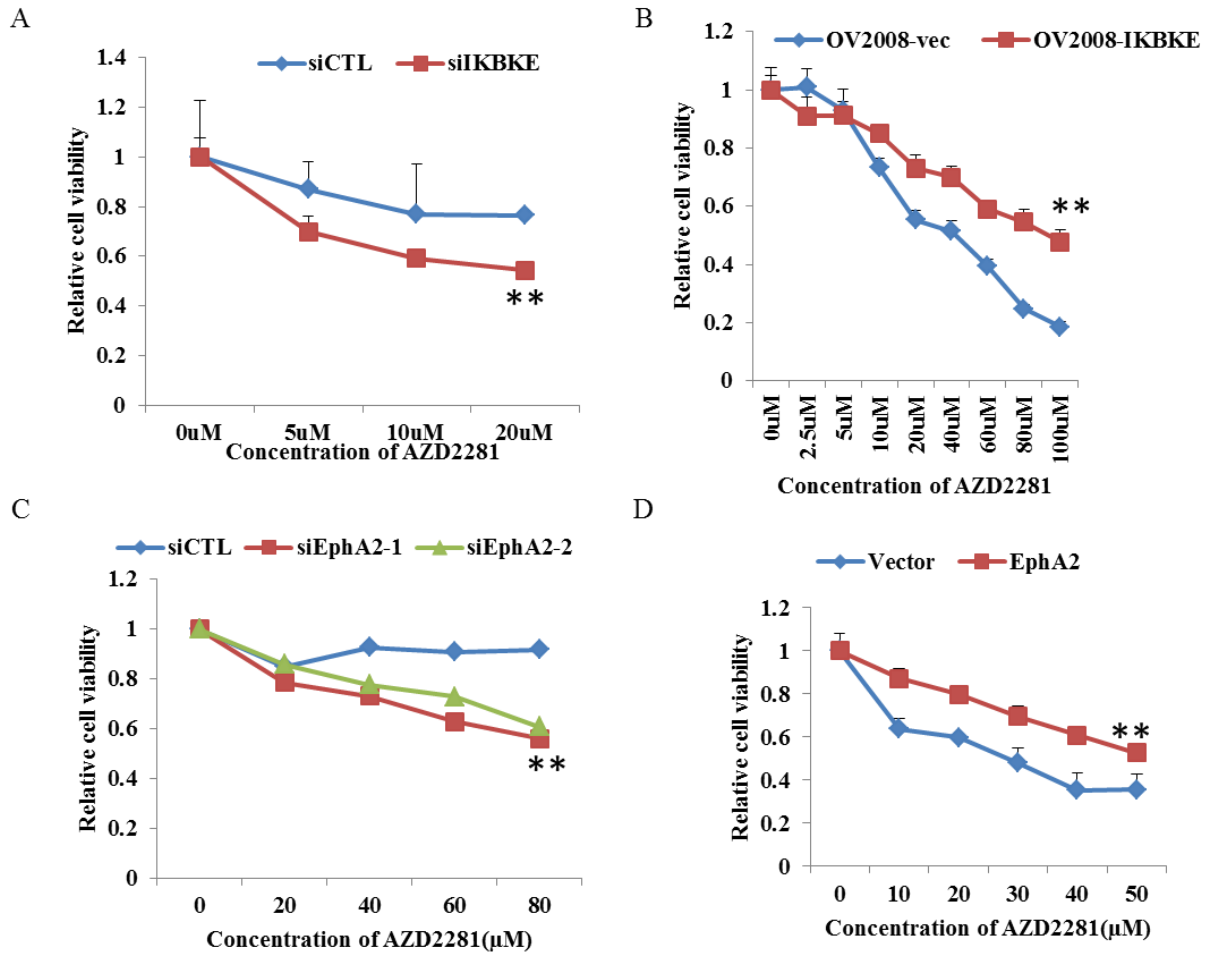 A
siCTL siIKBKE
Relative cell viability
1.4
1.2
1
0.8
0.6
0.4
0.2
0
**
0uM 5uM 10uM 20uM
Concentration of AZD2281
B
OV2008-vec OV2008-IKBKE
Relative cell viability
1.2
1
0.8
0.6
0.4
0.2
0
**
0uM 2.5uM 5uM 10uM 20uM 40uM 60uM 80uM 100uM
Concentration of AZD2281
C
siCTL siEphA2-1 siEphA2-2
Relative cell viability
1.2
1
0.8
0.6
0.4
0.2
0
**
0 20 40 60 80
Concentration of AZD2281(μM)
D
Vector EphA2
Relative cell viability
1.2
1
0.8
0.6
0.4
0.2
0
**
0 10 20 30 40 50
Concentration of AZD2281(μM)